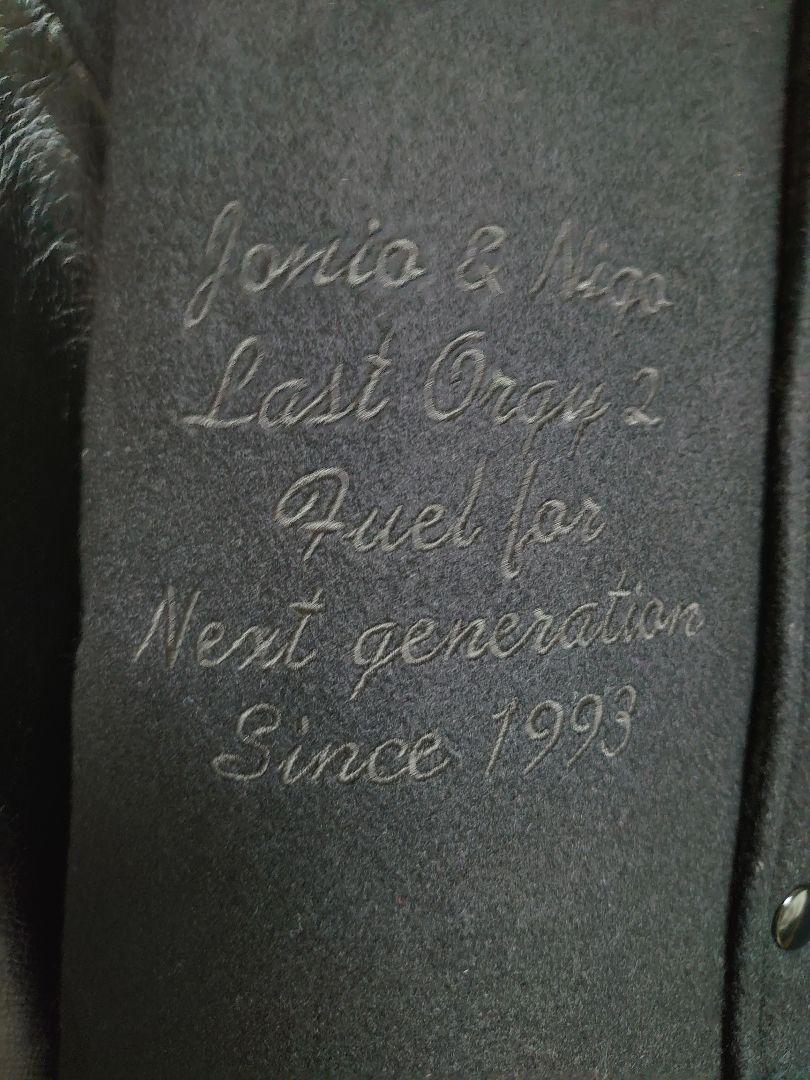 Jonio & Nigo
Last Orgy 2
Fuel for
Next generation
Since 1993